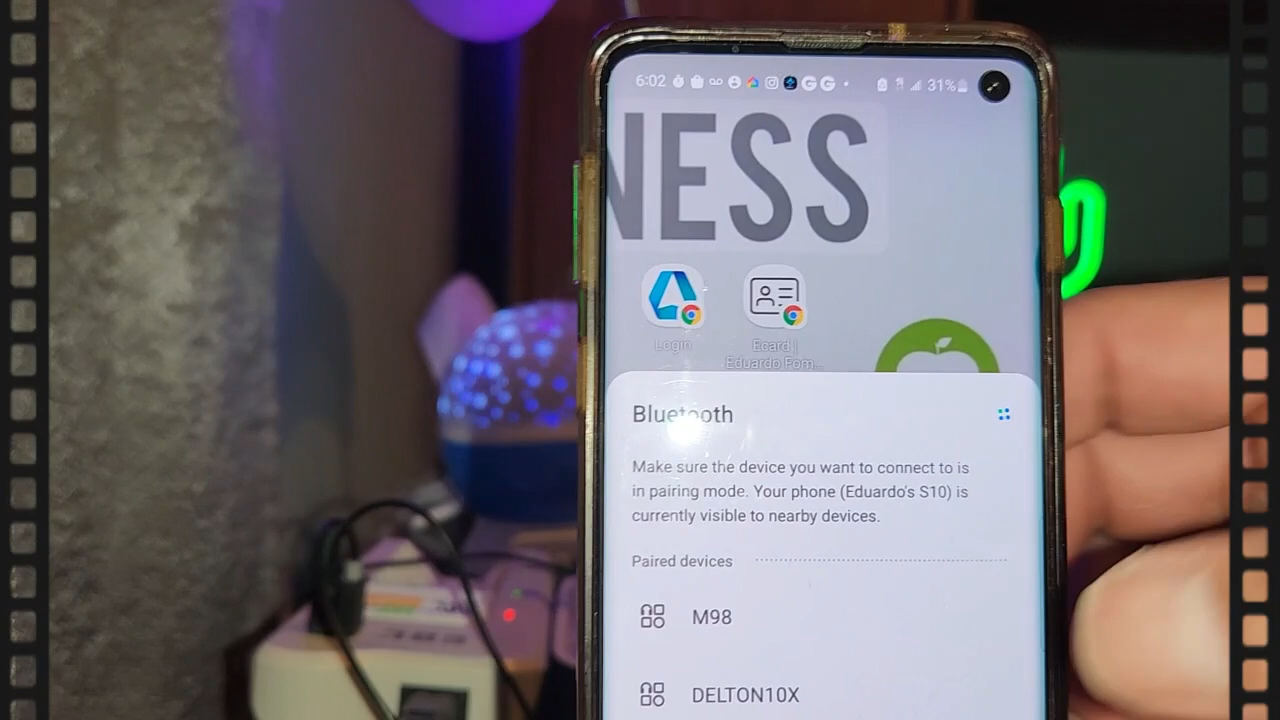 6:02
31%
NESS
Login
Ecard |
Eduardo Fom...
Bluetooth
Make sure the device you want to connect to is
in pairing mode. Your phone (Eduardo's S10) is
currently visible to nearby devices.
Paired devices
M98
DELTON10X